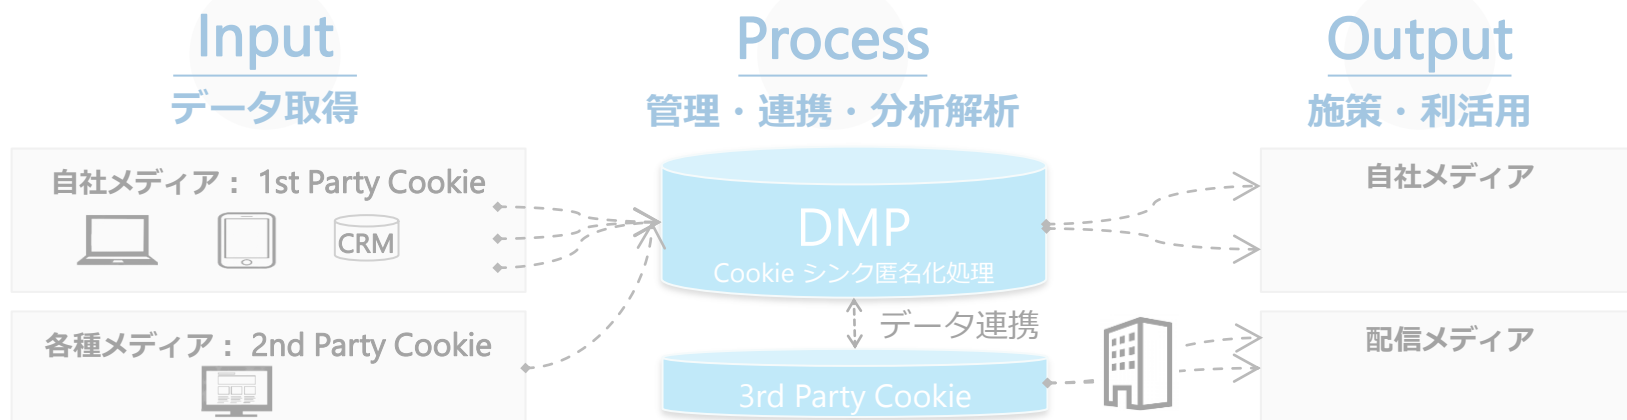 Input
データ取得
自社メディア： 1st Party Cookie
CRM
各種メディア： 2nd Party Cookie
Process
管理・連携・分析解析
DMP
Cookie シンク匿名化処理
データ連携
3rd Party Cookie
Output
施策・利活用
自社メディア
配信メディア